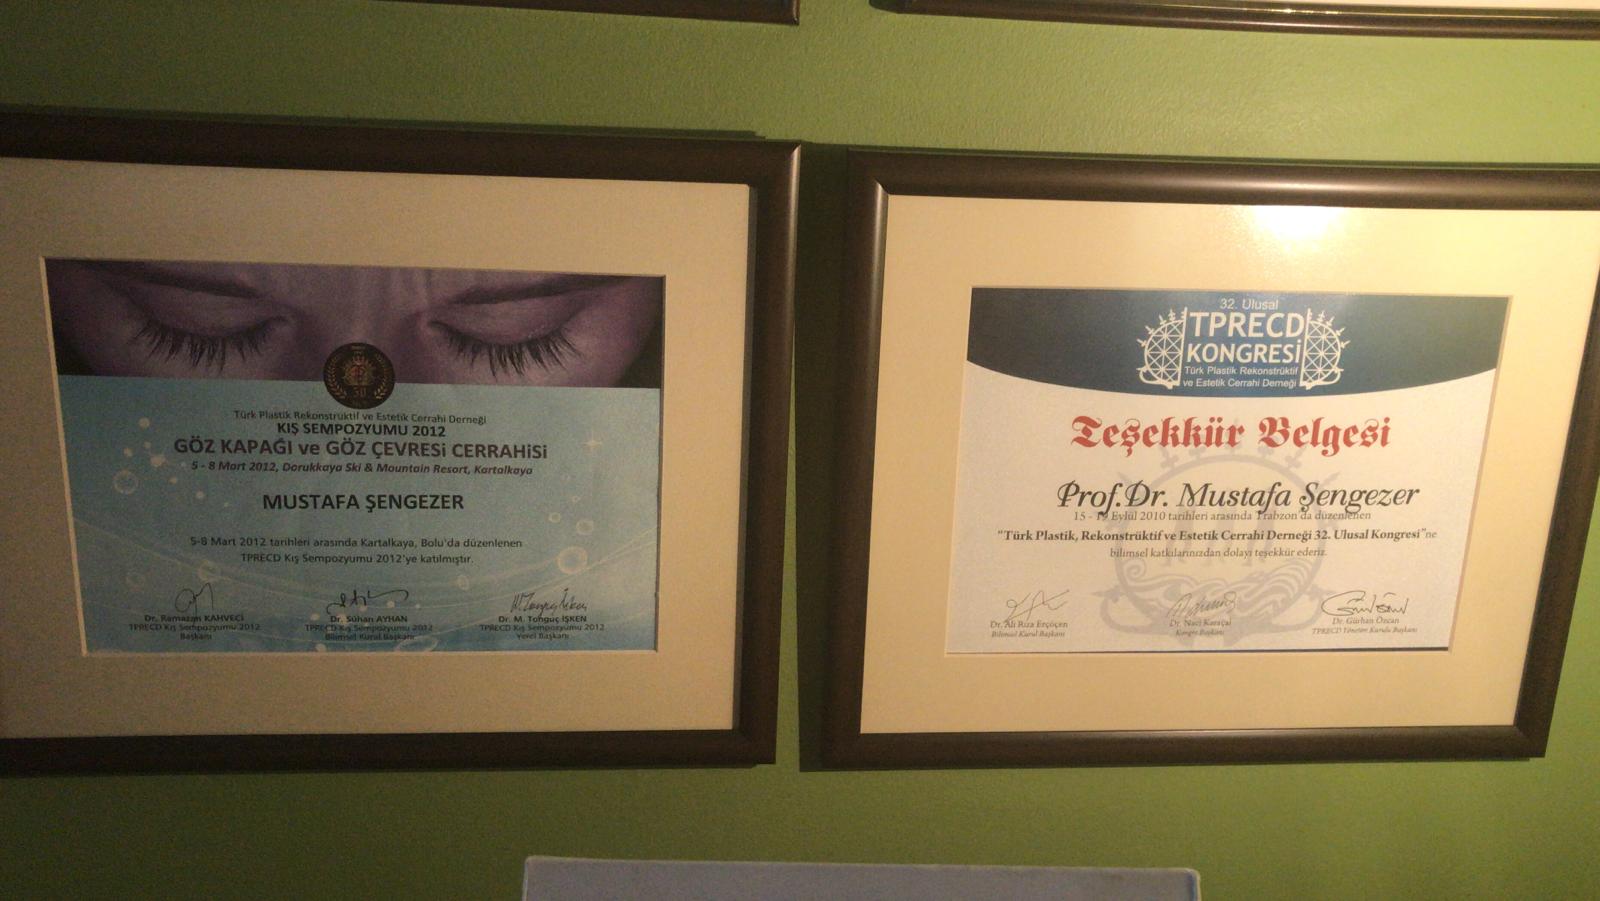 Türk Plastik Rekonstrüktif ve Estetik Cerrahi Derneği
KIŞ SEMPOZYUMU 2012
GÖZ KAPAĞI ve GÖZ ÇEVRESİ CERRAHİSİ
5 - 8 Mart 2012, Dorukkaya Ski & Mountain Resort, Kartalkaya
MUSTAFA ŞENGEZER
5-8 Mart 2012 tarihleri arasında Kartalkaya, Bolu'da düzenlenen
TPRECD Kış Sempozyumu 2012'ye katılmıştır.
Dr. Ramazan KAHVECİ
TPRECD Kış Sempozyumu 2012
Başkanı
Dr. Sühan AYHAN
TPRECD Kış Sempozyumu 2012
Bilimsel Kurul Başkanı
Dr. M. Tonguç İŞKEN
TPRECD Kış Sempozyumu 2012
Yerel Başkanı
32. Ulusal
TPRECD
KONGRESİ
Türk Plastik Rekonstrüktif
ve Estetik Cerrahi Derneği
Teşekkür Belgesi
Prof.Dr. Mustafa Şengezer
15 - 19 Eylül 2010 tarihleri arasında Trabzon'da düzenlenen
"Türk Plastik, Rekonstrüktif ve Estetik Cerrahi Derneği 32. Ulusal Kongresi"ne
bilimsel katkılarınızdan dolayı teşekkür ederiz.
Dr. Ali Rıza Erçöçen
Bilimsel Kurul Başkanı
Dr. Naci Karaçal
Kongre Başkanı
Dr. Gürhan Özcan
TPRECD Yönetim Kurulu Başkanı